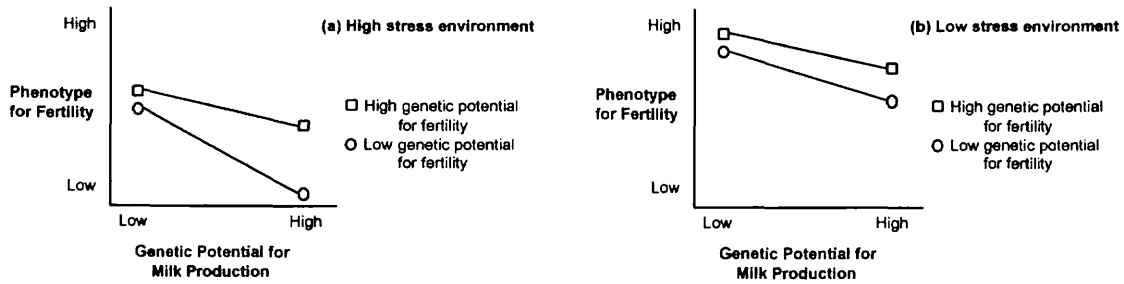 High
(a) High stress environment
Phenotype
for Fertility
High genetic potential
for fertility
Low genetic potential
for fertility
Low
Low
High
Genetic Potential for
Milk Production
High
(b) Low stress environment
Phenotype
for Fertility
High genetic potential
for fertility
Low genetic potential
for fertility
Low
Low
High
Genetic Potential for
Milk Production